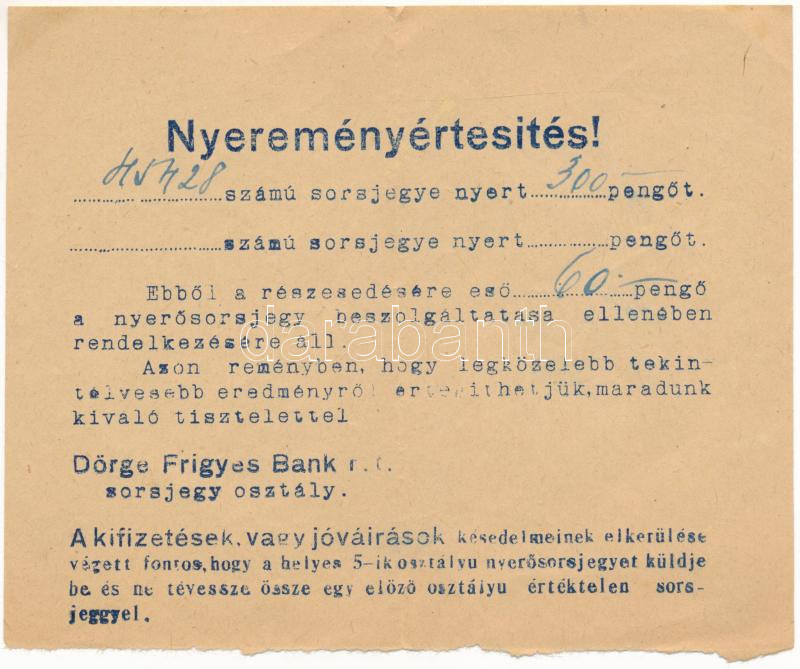 Nyereményértesités!
45428 számú sorsjegye nyert 300 pengőt.
számú sorsjegye nyert pengőt.
Ebből a részesedésére eső 60.— pengő
a nyerősorsjegy beszolgáltatása ellenében
rendelkezésére áll.
Azon reményben, hogy legközelebb tekin-
télyesebb eredményről értesithetjük, maradunk
kiváló tisztelettel
Dörge Frigyes Bank r.t.
sorsjegy osztály.
A kifizetések, vagy jóváirások késedelmeinek elkerülése
végett fontos, hogy a helyes 5-ik osztályu nyerősorsjegyet küldje
be és ne tévessze össze egy előző osztályu értéktelen sors-
jeggyel.
darabanth